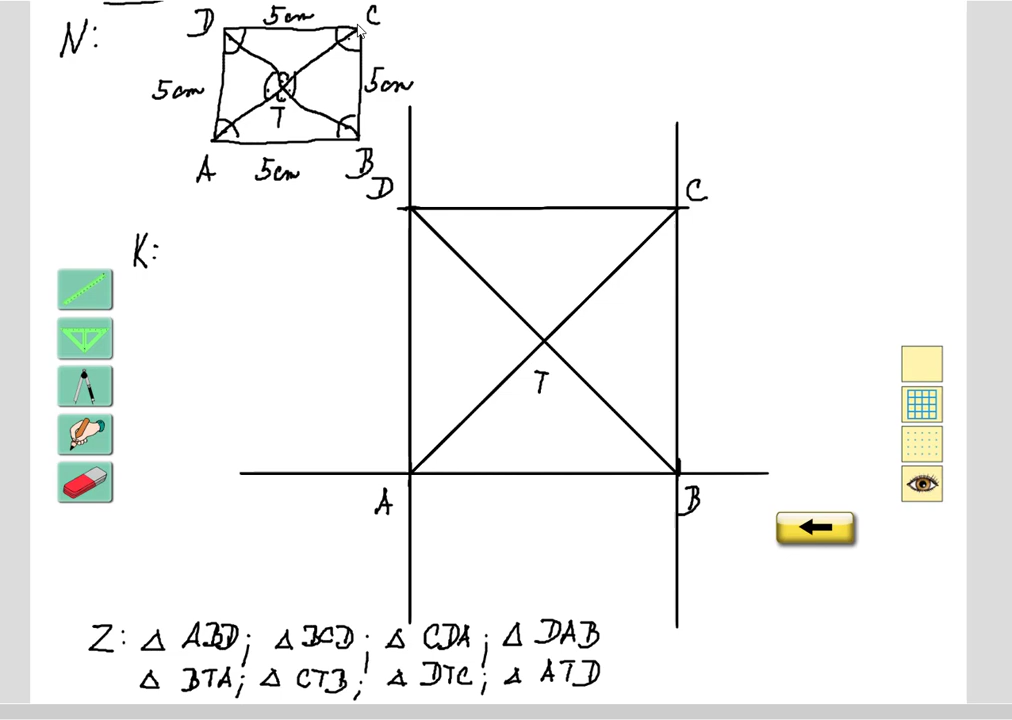 N:
D 5cm C
5cm 5cm
T
A 5cm B
D C
K:
T
A B
Z: △ ABD; △ BCD; △ CDA; △ DAB
△ BTA; △ CTB; △ DTC; △ ATD